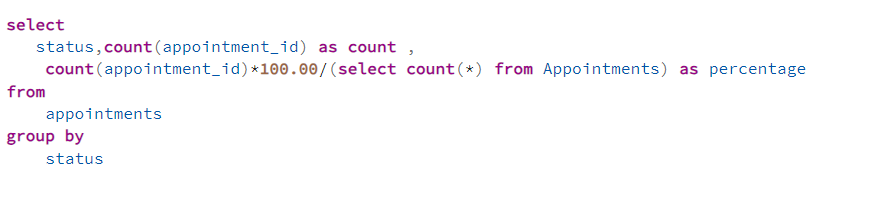 select
status,count(appointment_id) as count ,
count(appointment_id)*100.00/(select count(*) from Appointments) as percentage
from
appointments
group by
status